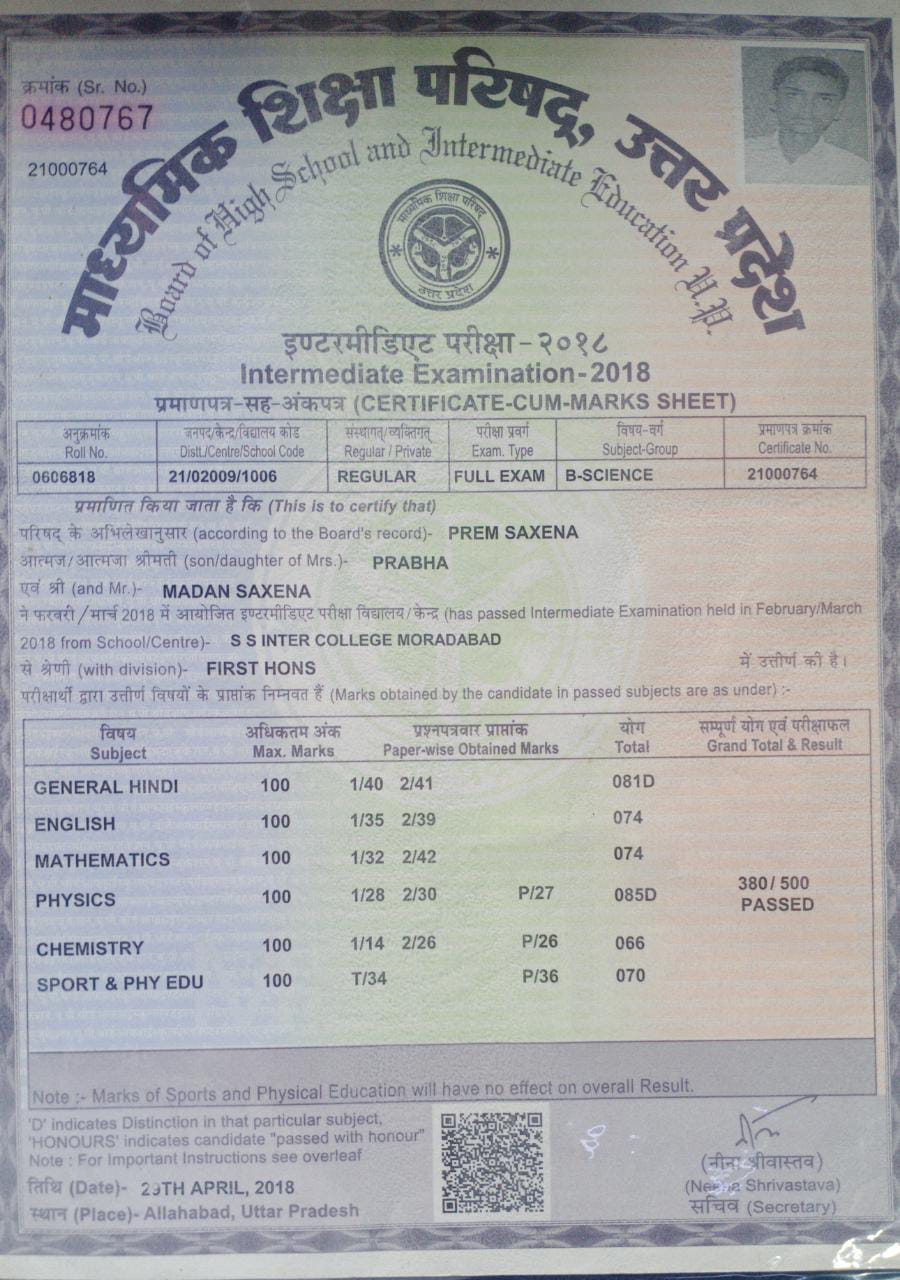 क्रमांक (Sr. No.)
0480767
21000764
माध्यमिक शिक्षा परिषद्, उत्तर प्रदेश
Board of High School and Intermediate Education U.P.
माध्यमिक शिक्षा परिषद
उत्तर प्रदेश
इण्टरमीडिएट परीक्षा-२०१८
Intermediate Examination-2018
प्रमाणपत्र-सह-अंकपत्र (CERTIFICATE-CUM-MARKS SHEET)
अनुक्रमांक जनपद/केन्द्र/विद्यालय कोड संस्थागत्/व्यक्तिगत् परीक्षा प्रवर्ग विषय-वर्ग प्रमाणपत्र क्रमांक
Roll No. Distt./Centre/School Code Regular / Private Exam. Type Subject-Group Certificate No.
0606818 21/02009/1006 REGULAR FULL EXAM B-SCIENCE 21000764
प्रमाणित किया जाता है कि (This is to certify that)
परिषद् के अभिलेखानुसार (according to the Board's record)- PREM SAXENA
आत्मज/आत्मजा श्रीमती (son/daughter of Mrs.)- PRABHA
एवं श्री (and Mr.)- MADAN SAXENA
ने फरवरी/मार्च 2018 में आयोजित इण्टरमीडिएट परीक्षा विद्यालय/केन्द्र (has passed Intermediate Examination held in February/March
2018 from School/Centre)- S S INTER COLLEGE MORADABAD
से श्रेणी (with division)- FIRST HONS में उत्तीर्ण की है।
परीक्षार्थी द्वारा उत्तीर्ण विषयों के प्राप्तांक निम्नवत हैं (Marks obtained by the candidate in passed subjects are as under) :-
विषय अधिकतम अंक प्रश्नपत्रवार प्राप्तांक योग सम्पूर्ण योग एवं परीक्षाफल
Subject Max. Marks Paper-wise Obtained Marks Total Grand Total & Result
GENERAL HINDI 100 1/40 2/41 081D
ENGLISH 100 1/35 2/39 074
MATHEMATICS 100 1/32 2/42 074
PHYSICS 100 1/28 2/30 P/27 085D 380/ 500
PASSED
CHEMISTRY 100 1/14 2/26 P/26 066
SPORT & PHY EDU 100 T/34 P/36 070
Note :- Marks of Sports and Physical Education will have no effect on overall Result.
'D' indicates Distinction in that particular subject,
'HONOURS' indicates candidate "passed with honour"
Note : For Important Instructions see overleaf
तिथि (Date)- 29TH APRIL, 2018
स्थान (Place)- Allahabad, Uttar Pradesh
(नीना श्रीवास्तव)
(Neena Shrivastava)
सचिव (Secretary)